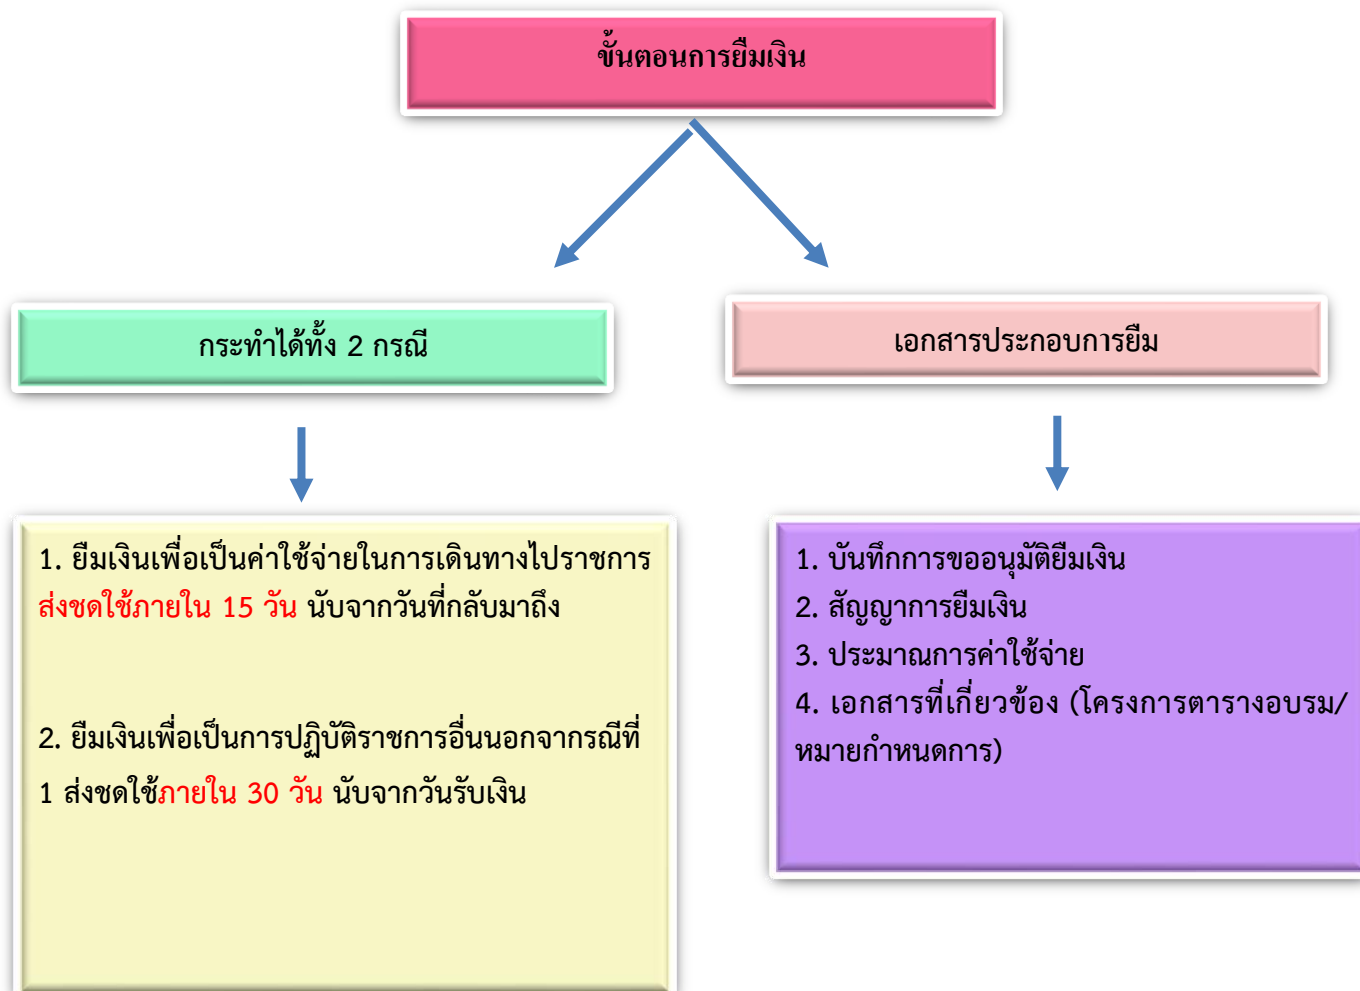 ขั้นตอนการยืมเงิน
กระทำได้ทั้ง 2 กรณี
เอกสารประกอบการยืม
1. ยืมเงินเพื่อเป็นค่าใช้จ่ายในการเดินทางไปราชการ
ส่งชดใช้ภายใน 15 วัน นับจากวันที่กลับมาถึง
2. ยืมเงินเพื่อเป็นการปฏิบัติราชการอื่นนอกจากกรณีที่
1 ส่งชดใช้ภายใน 30 วัน นับจากวันรับเงิน
1. บันทึกการขออนุมัติยืมเงิน
2. สัญญาการยืมเงิน
3. ประมาณการค่าใช้จ่าย
4. เอกสารที่เกี่ยวข้อง (โครงการตารางอบรม/
หมายกำหนดการ)